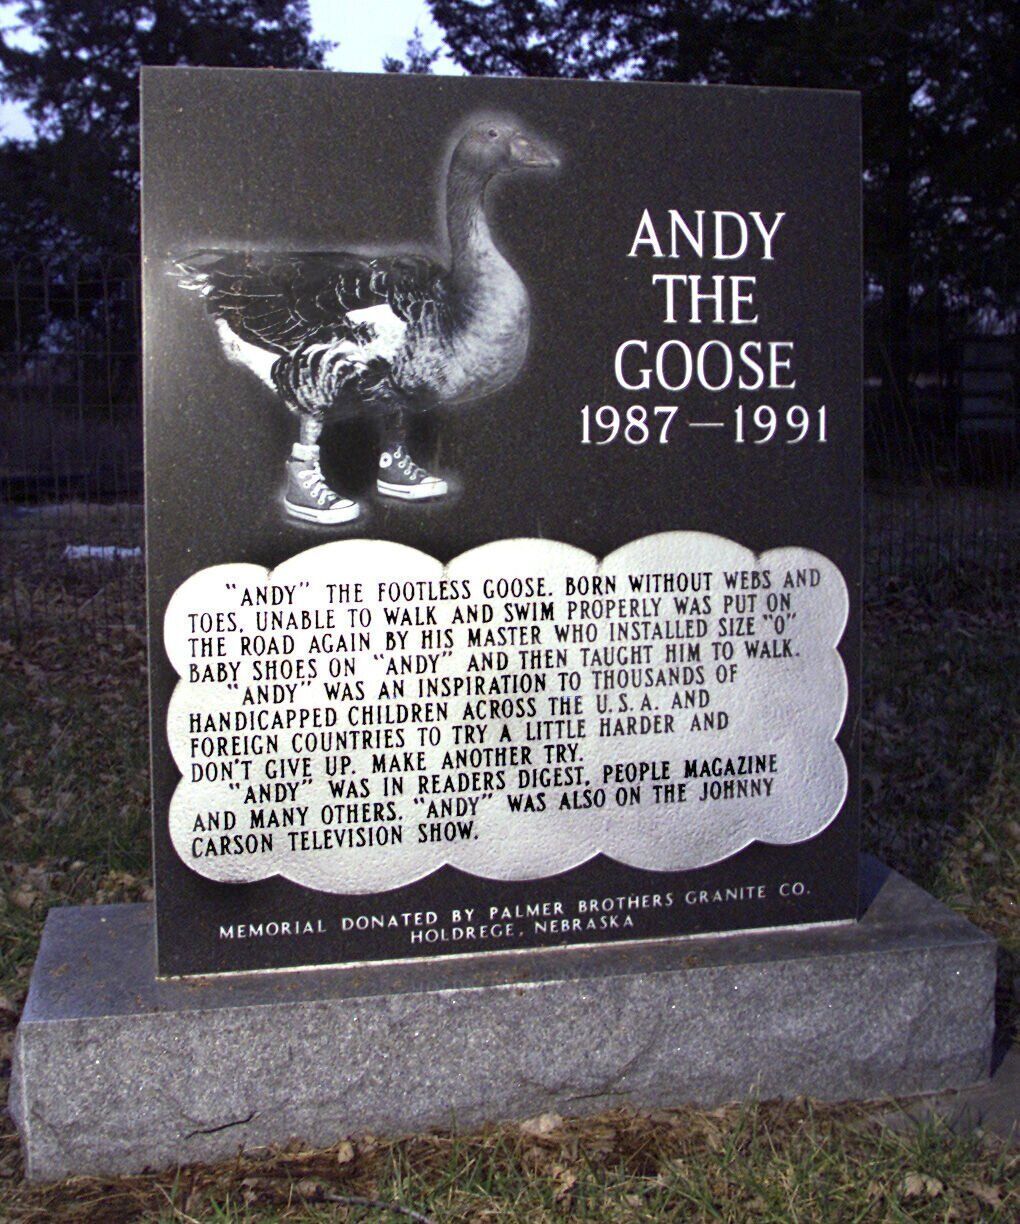 ANDY
THE
GOOSE
1987–1991
"ANDY" THE FOOTLESS GOOSE. BORN WITHOUT WEBS AND
TOES, UNABLE TO WALK AND SWIM PROPERLY WAS PUT ON
THE ROAD AGAIN BY HIS MASTER WHO INSTALLED SIZE "0"
BABY SHOES ON "ANDY" AND THEN TAUGHT HIM TO WALK.
"ANDY" WAS AN INSPIRATION TO THOUSANDS OF
HANDICAPPED CHILDREN ACROSS THE U.S.A. AND
FOREIGN COUNTRIES TO TRY A LITTLE HARDER AND
DON'T GIVE UP. MAKE ANOTHER TRY.
"ANDY" WAS IN READERS DIGEST, PEOPLE MAGAZINE
AND MANY OTHERS. "ANDY" WAS ALSO ON THE JOHNNY
CARSON TELEVISION SHOW.
MEMORIAL DONATED BY PALMER BROTHERS GRANITE CO.
HOLDREGE, NEBRASKA